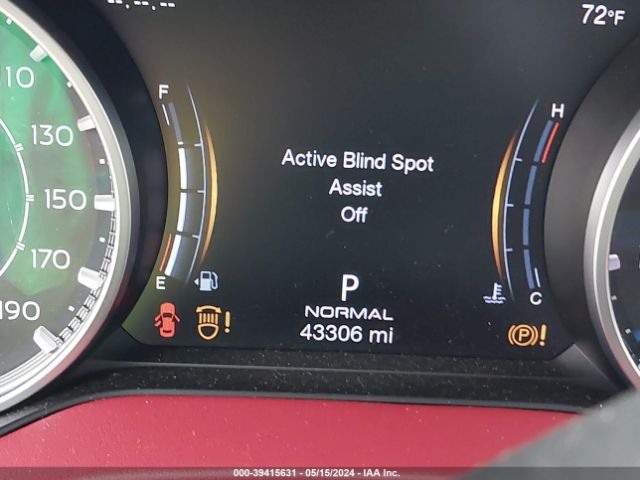 --.--.--
72°F
110
130
150
170
190
F
E
H
C
Active Blind Spot
Assist
Off
P
NORMAL
43306 mi
!
(P)!
000-39415631 - 05/15/2024 - IAA Inc.